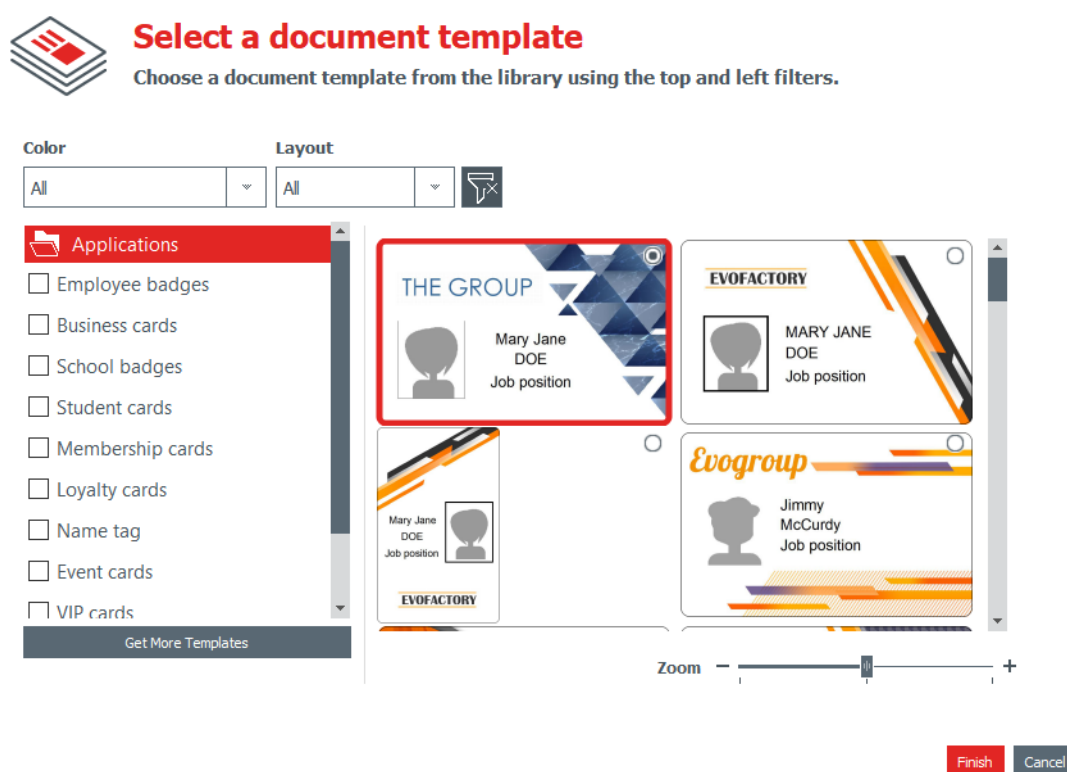 Select a document template
Choose a document template from the library using the top and left filters.
Color
Layout
All
All
Applications
Employee badges
Business cards
School badges
Student cards
Membership cards
Loyalty cards
Name tag
Event cards
VIP cards
Get More Templates
THE GROUP
Mary Jane
DOE
Job position
EVOFACTORY
MARY JANE
DOE
Job position
Mary Jane
DOE
Job position
EVOFACTORY
Evogroup
Jimmy
McCurdy
Job position
Zoom
Finish
Cancel